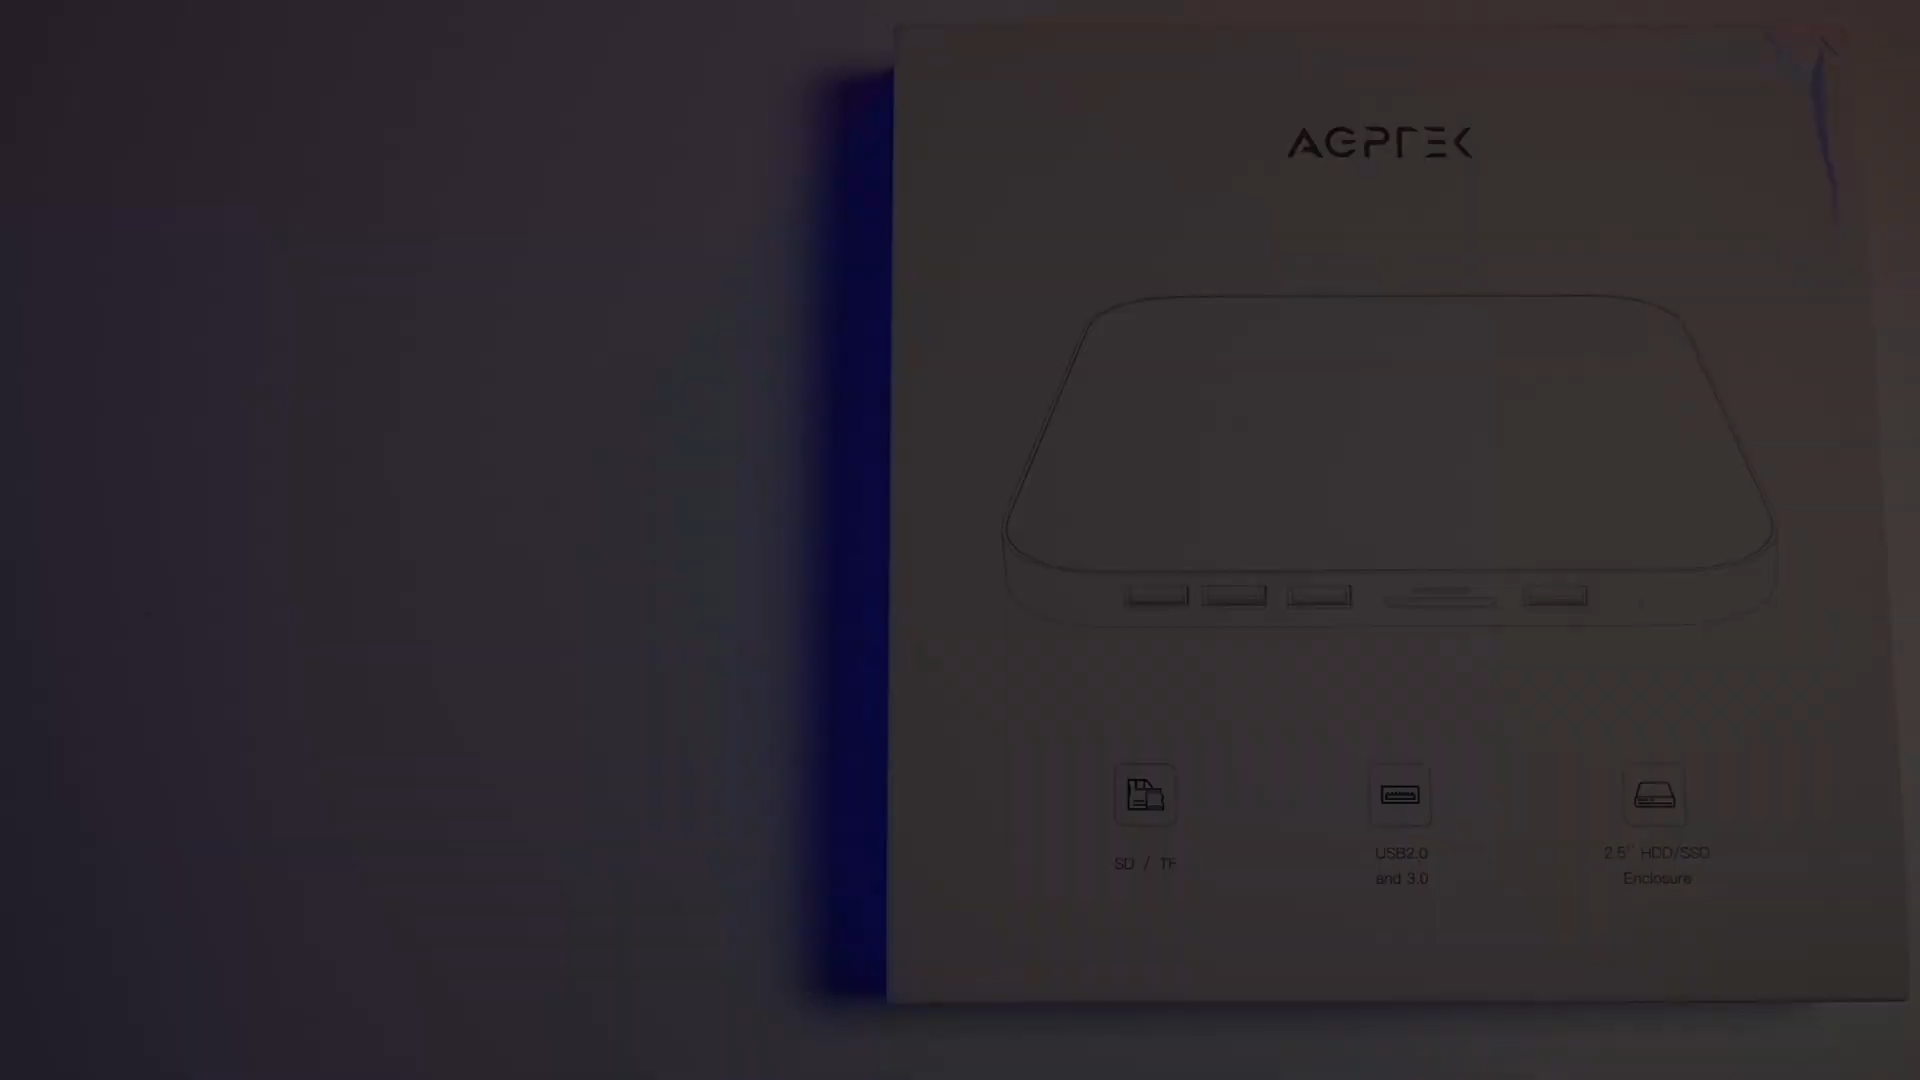 AGPTEK
SD / TF
USB2.0
and 3.0
2.5" HDD/SSD
Enclosure